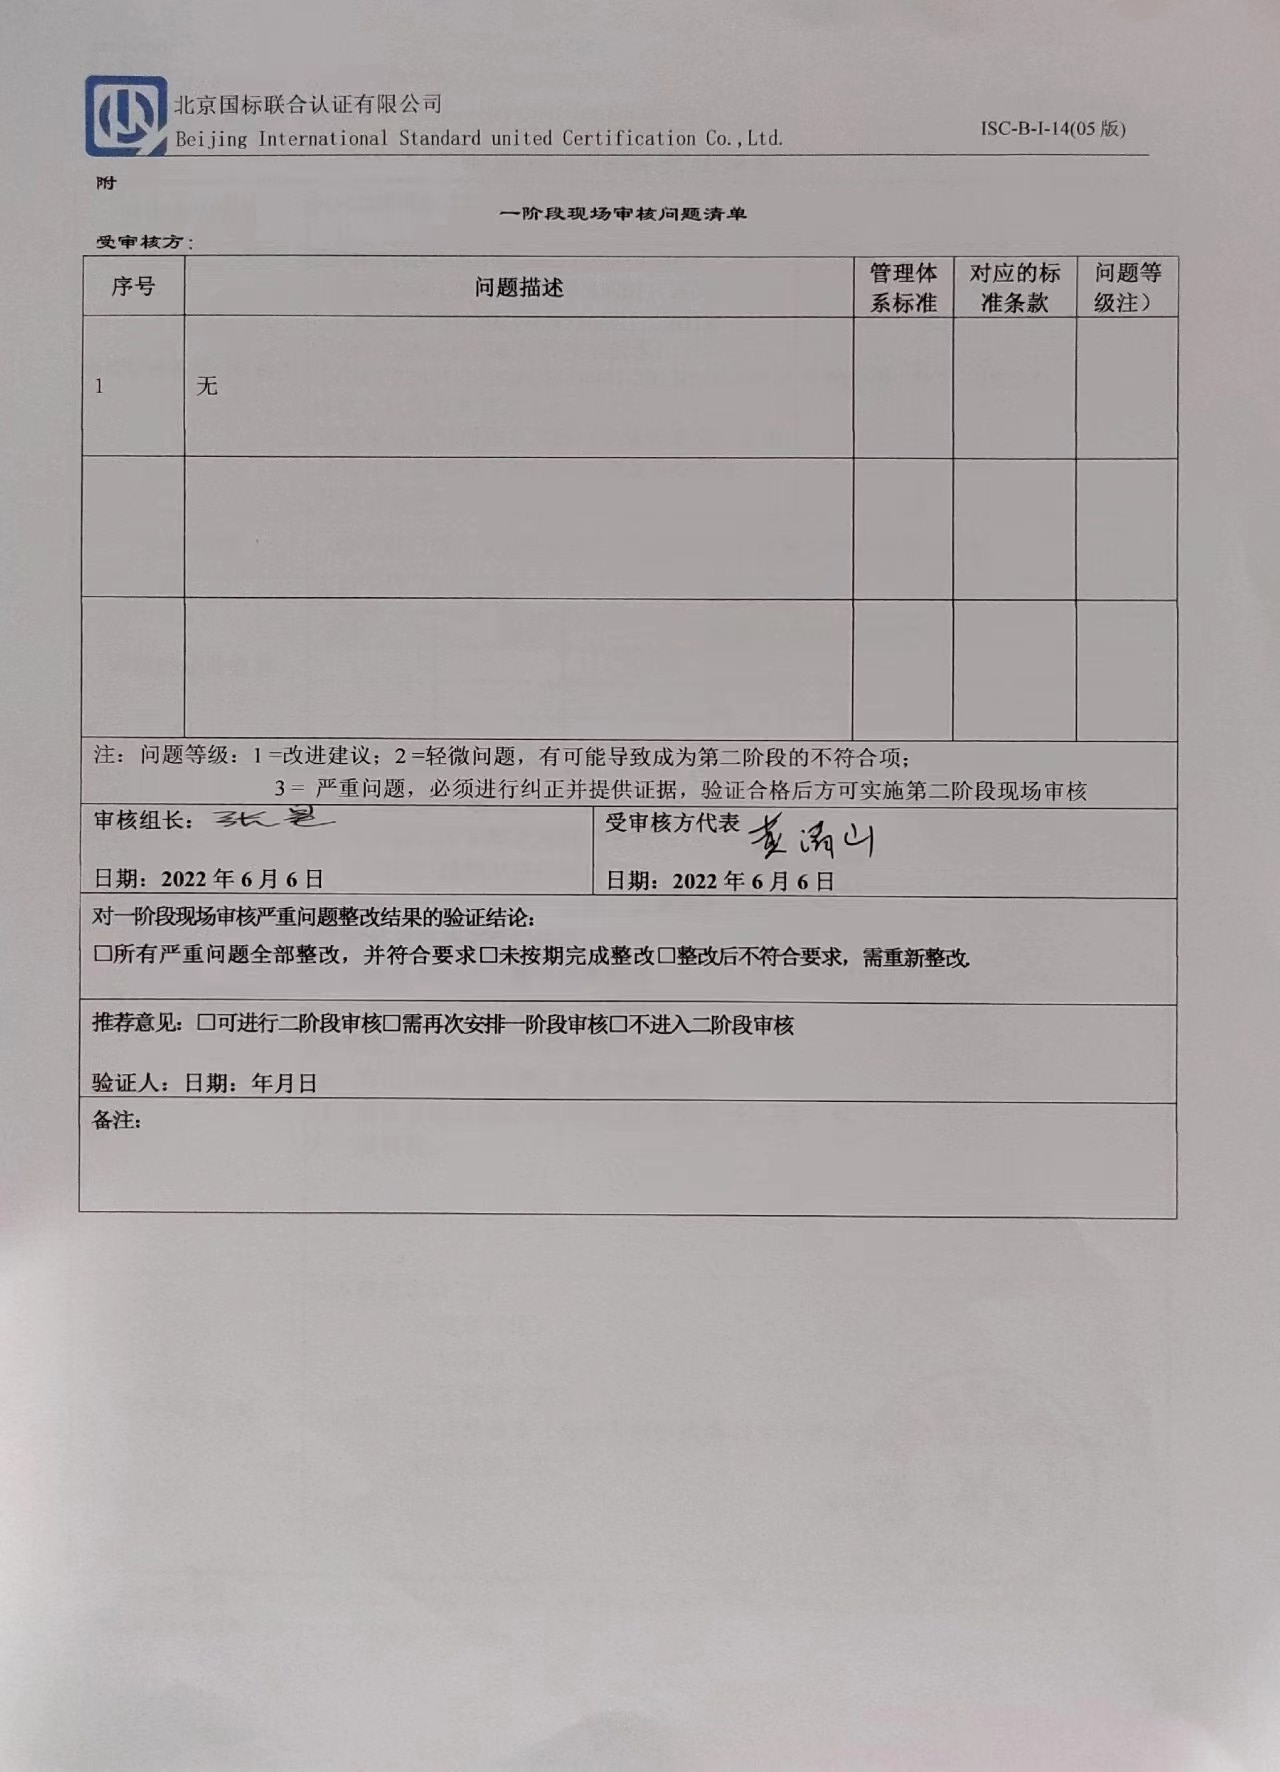 北京国标联合认证有限公司
Beijing International Standard united Certification Co.,Ltd.
ISC-B-I-14(05 版)
附
一阶段现场审核问题清单
受审核方：
序号 问题描述 管理体系标准 对应的标准条款 问题等级注）
1 无
注：问题等级：1 =改进建议；2 =轻微问题，有可能导致成为第二阶段的不符合项；
3 = 严重问题，必须进行纠正并提供证据，验证合格后方可实施第二阶段现场审核
审核组长：张
受审核方代表 黄满山
日期：2022 年 6 月 6 日
日期：2022 年 6 月 6 日
对一阶段现场审核严重问题整改结果的验证结论：
□所有严重问题全部整改，并符合要求□未按期完成整改□整改后不符合要求，需重新整改.
推荐意见：□可进行二阶段审核□需再次安排一阶段审核□不进入二阶段审核
验证人：日期：年月日
备注：